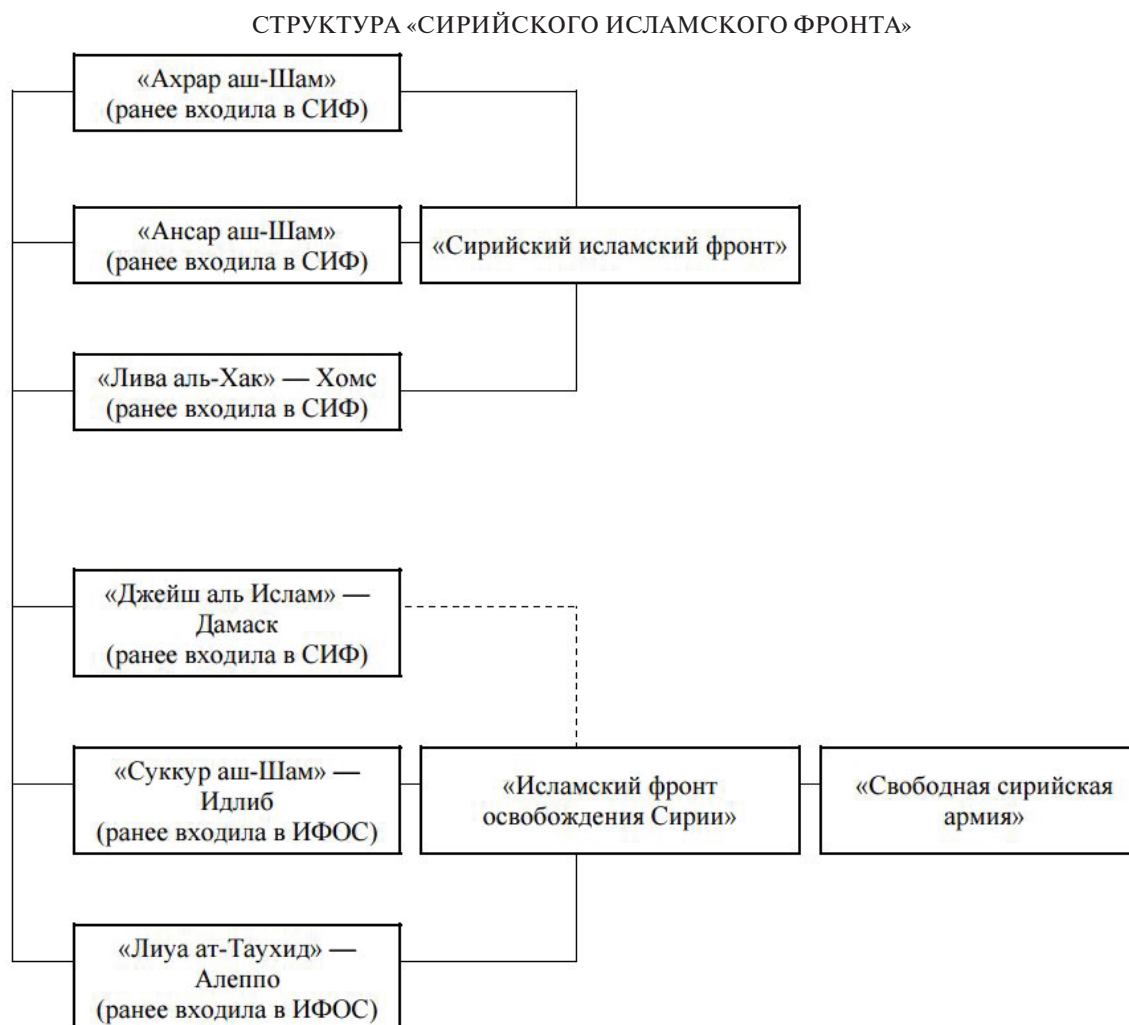 СТРУКТУРА «СИРИЙСКОГО ИСЛАМСКОГО ФРОНТА»
«Ахрар аш-Шам»
(ранее входила в СИФ)
«Ансар аш-Шам»
(ранее входила в СИФ)
«Сирийский исламский фронт»
«Лива аль-Хак» — Хомс
(ранее входила в СИФ)
«Джейш аль Ислам» —
Дамаск
(ранее входила в СИФ)
«Суккур аш-Шам» —
Идлиб
(ранее входила в ИФОС)
«Исламский фронт
освобождения Сирии»
«Свободная сирийская
армия»
«Лиуа ат-Таухид» —
Алеппо
(ранее входила в ИФОС)